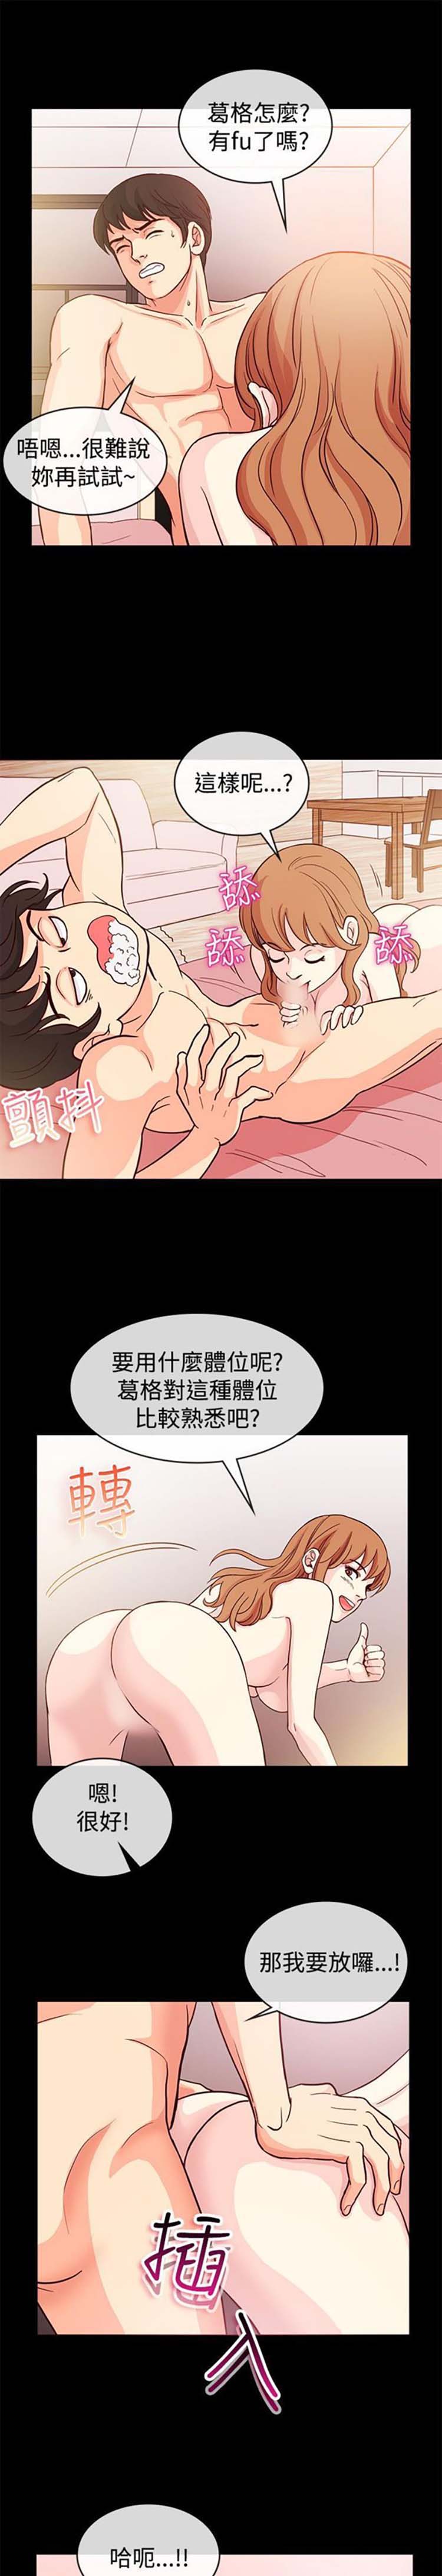 葛格怎麼?
有fu了嗎?
唔嗯...很難說
妳再試試~
這樣呢...?
舔
舔
舔
顫抖
要用什麼體位呢?
葛格對這種體位
比較熟悉吧?
轉
嗯!
很好!
那我要放囉...!
插
入
哈呃...!!